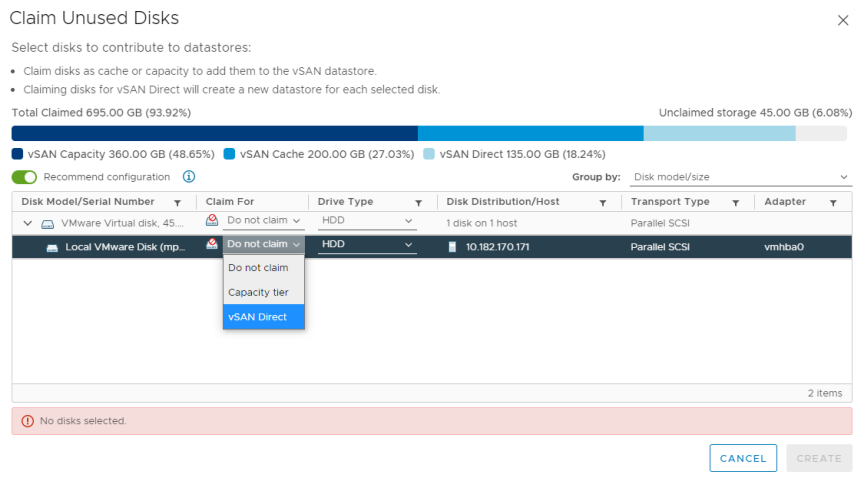 Claim Unused Disks
Select disks to contribute to datastores:
• Claim disks as cache or capacity to add them to the vSAN datastore.
• Claiming disks for vSAN Direct will create a new datastore for each selected disk.
Total Claimed 695.00 GB (93.92%) Unclaimed storage 45.00 GB (6.08%)
vSAN Capacity 360.00 GB (48.65%) vSAN Cache 200.00 GB (27.03%) vSAN Direct 135.00 GB (18.24%)
Recommend configuration Group by: Disk model/size
Disk Model/Serial Number Claim For Drive Type Disk Distribution/Host Transport Type Adapter
VMware Virtual disk, 45.... Do not claim HDD 1 disk on 1 host Parallel SCSI
Local VMware Disk (mp... Do not claim HDD 10.182.170.171 Parallel SCSI vmhba0
Do not claim
Capacity tier
vSAN Direct
2 items
No disks selected.
CANCEL CREATE